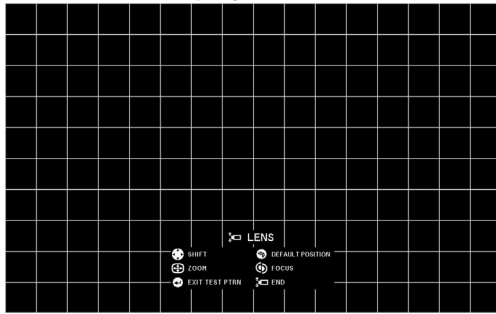 LENS
SHIFT
DEFAULT POSITION
ZOOM
FOCUS
EXIT TEST PTRN
END